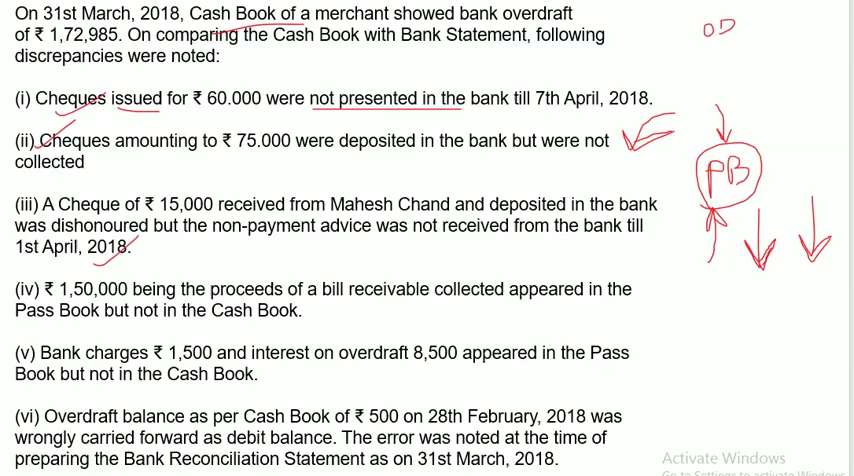 On 31st March, 2018, Cash Book of a merchant showed bank overdraft
of ₹ 1,72,985. On comparing the Cash Book with Bank Statement, following
discrepancies were noted:
OD
(i) Cheques issued for ₹ 60.000 were not presented in the bank till 7th April, 2018.
(ii) Cheques amounting to ₹ 75.000 were deposited in the bank but were not
collected
PB
(iii) A Cheque of ₹ 15,000 received from Mahesh Chand and deposited in the bank
was dishonoured but the non-payment advice was not received from the bank till
1st April, 2018.
(iv) ₹ 1,50,000 being the proceeds of a bill receivable collected appeared in the
Pass Book but not in the Cash Book.
(v) Bank charges ₹ 1,500 and interest on overdraft 8,500 appeared in the Pass
Book but not in the Cash Book.
(vi) Overdraft balance as per Cash Book of ₹ 500 on 28th February, 2018 was
wrongly carried forward as debit balance. The error was noted at the time of
preparing the Bank Reconciliation Statement as on 31st March, 2018.
Activate Windows
Go to Settings to activate Windows